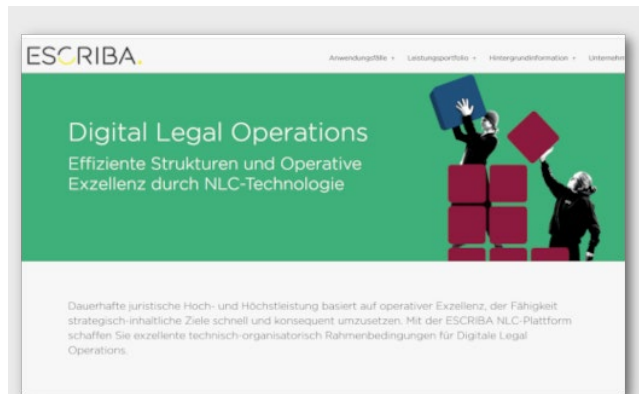 ESCRIBA.
Anwendungsfälle + Leistungsportfolio + Hintergrundinformation + Unternehm
Digital Legal Operations
Effiziente Strukturen und Operative
Exzellenz durch NLC-Technologie
Dauerhafte juristische Hoch- und Höchstleistung basiert auf operativer Exzellenz, der Fähigkeit
strategisch-inhaltliche Ziele schnell und konsequent umzusetzen. Mit der ESCRIBA NLC-Plattform
schaffen Sie exzellente technisch-organisatorisch Rahmenbedingungen für Digitale Legal
Operations.